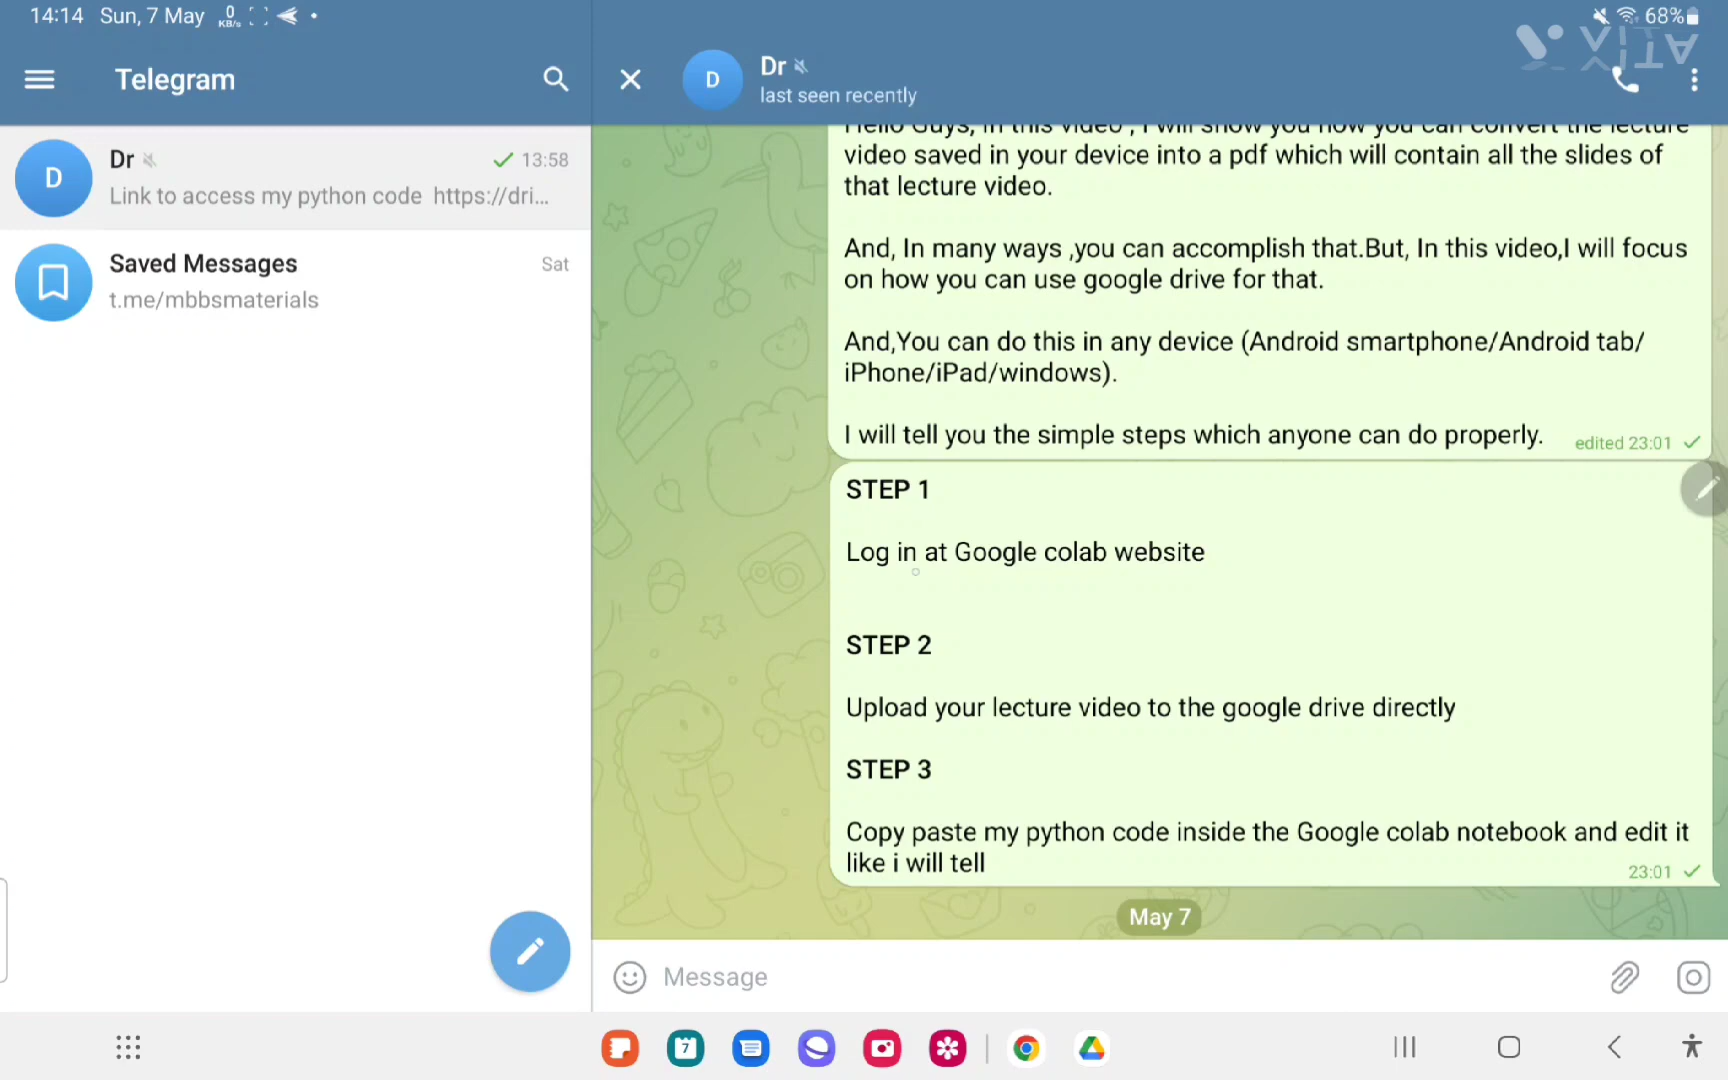 14:14 Sun, 7 May 0 KB/s
68%
VITA
Telegram
D
Dr
last seen recently
D
Dr
13:58
Link to access my python code https://dri...
Saved Messages
Sat
t.me/mbbsmaterials
Hello Guys, In this video , I will show you how you can convert the lecture
video saved in your device into a pdf which will contain all the slides of
that lecture video.
And, In many ways ,you can accomplish that.But, In this video,I will focus
on how you can use google drive for that.
And,You can do this in any device (Android smartphone/Android tab/
iPhone/iPad/windows).
I will tell you the simple steps which anyone can do properly.
edited 23:01
STEP 1
Log in at Google colab website
STEP 2
Upload your lecture video to the google drive directly
STEP 3
Copy paste my python code inside the Google colab notebook and edit it
like i will tell
23:01
May 7
Message
7